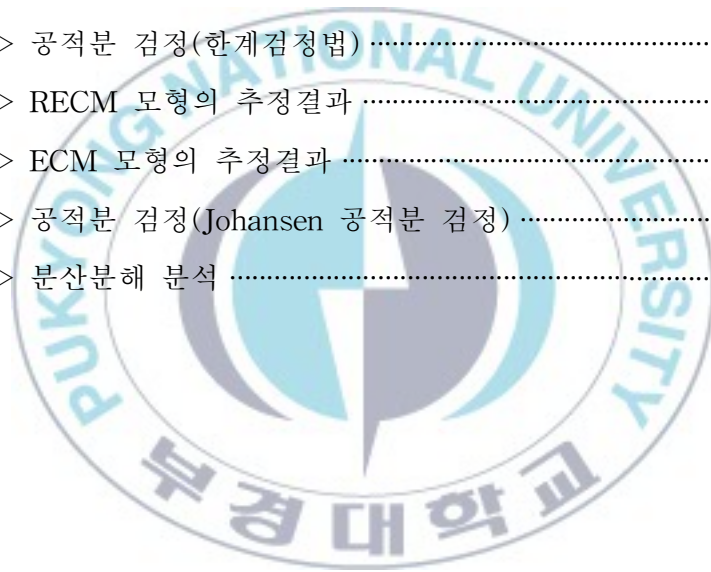 > 공적분 검정(한계검정법) ········································
> RECM 모형의 추정결과 ········································
> ECM 모형의 추정결과 ··········································
> 공적분 검정(Johansen 공적분 검정) ······················
> 분산분해 분석 ··················································
PUKYONG NATIONAL UNIVERSITY
부경대학교